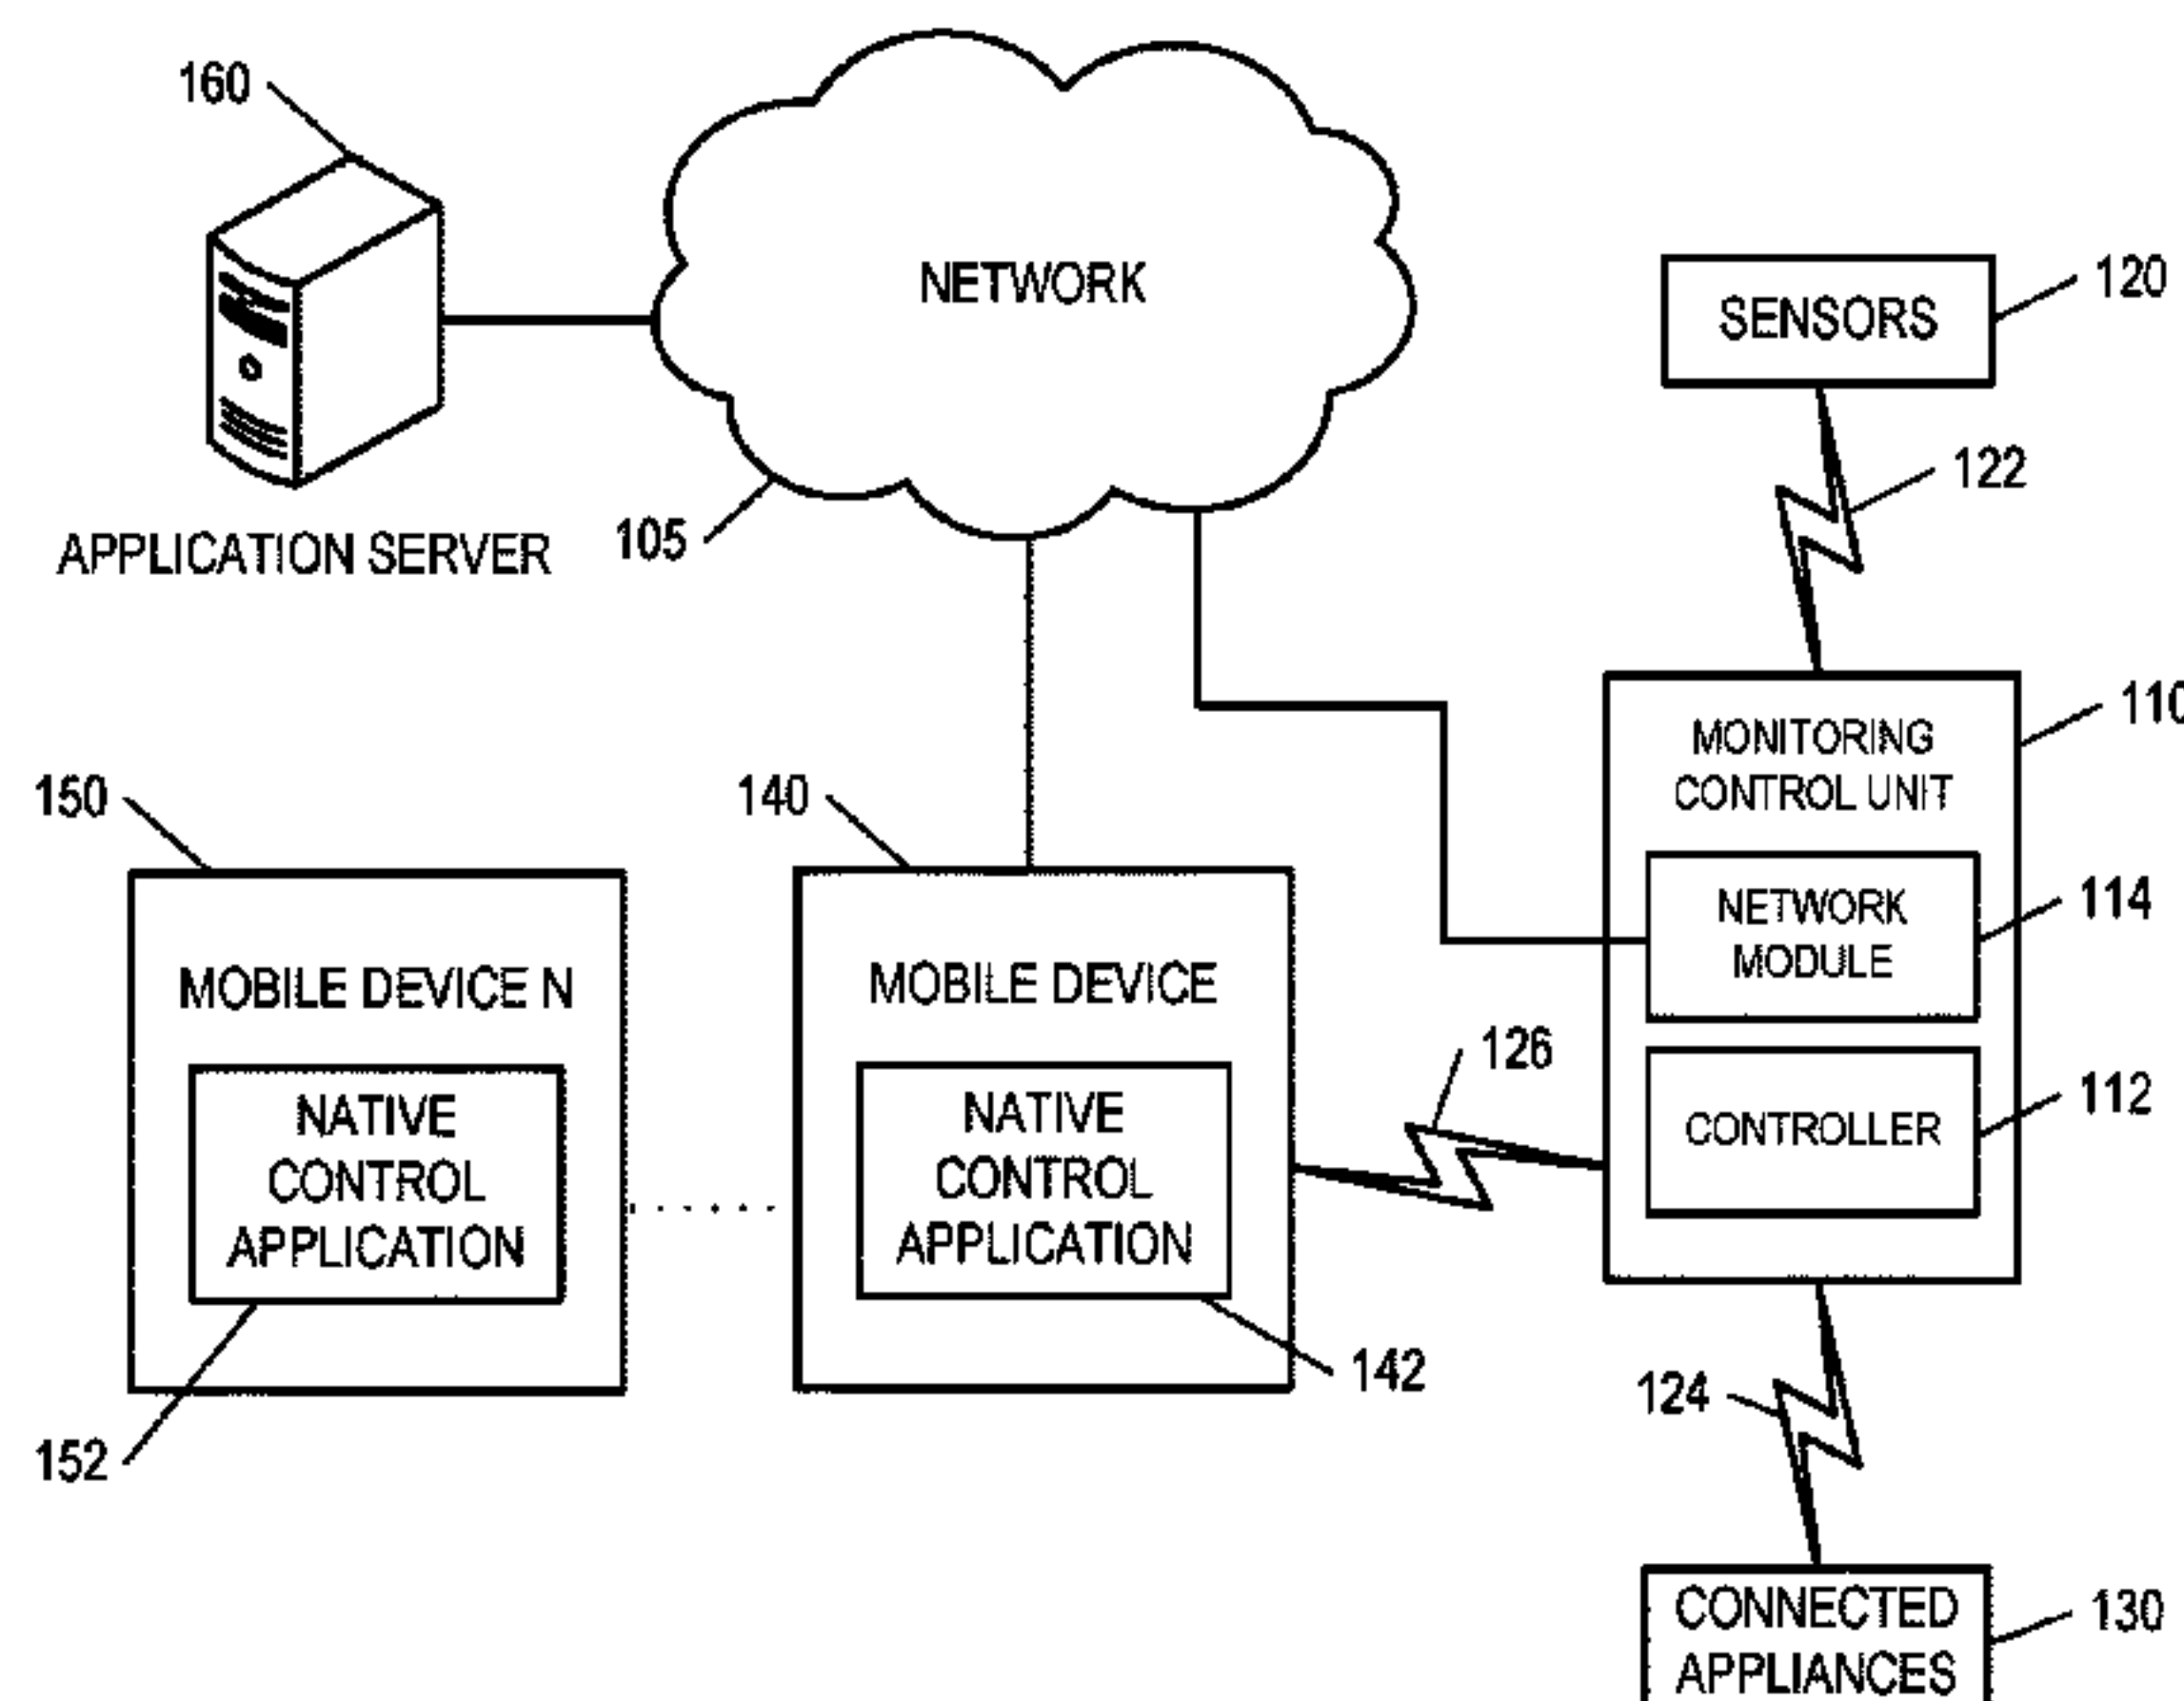 160
NETWORK
120
SENSORS
122
APPLICATION SERVER
105
110
MONITORING
CONTROL UNIT
150
140
NETWORK
MODULE
114
MOBILE DEVICE N
MOBILE DEVICE
126
NATIVE
CONTROL
APPLICATION
NATIVE
CONTROL
APPLICATION
CONTROLLER
112
142
124
152
CONNECTED
APPLIANCES
130